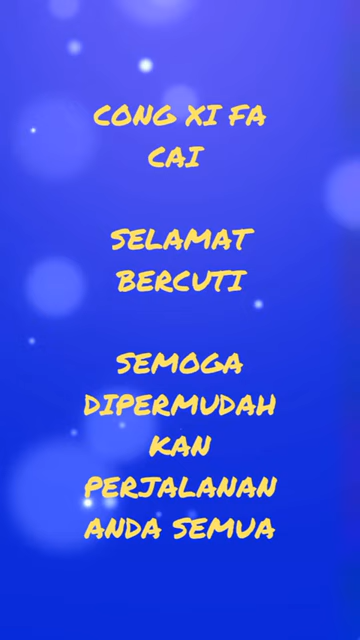 CONG XI FA
CAI
SELAMAT
BERCUTI
SEMOGA
DIPERMUDAH
KAN
PERJALANAN
ANDA SEMUA